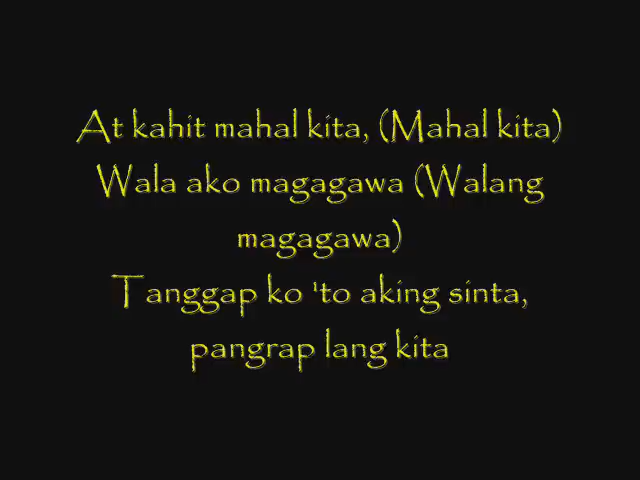 At kahit mahal kita, (Mahal kita)
Wala ako magagawa (Walang
magagawa)
Tanggap ko 'to aking sinta,
pangrap lang kita